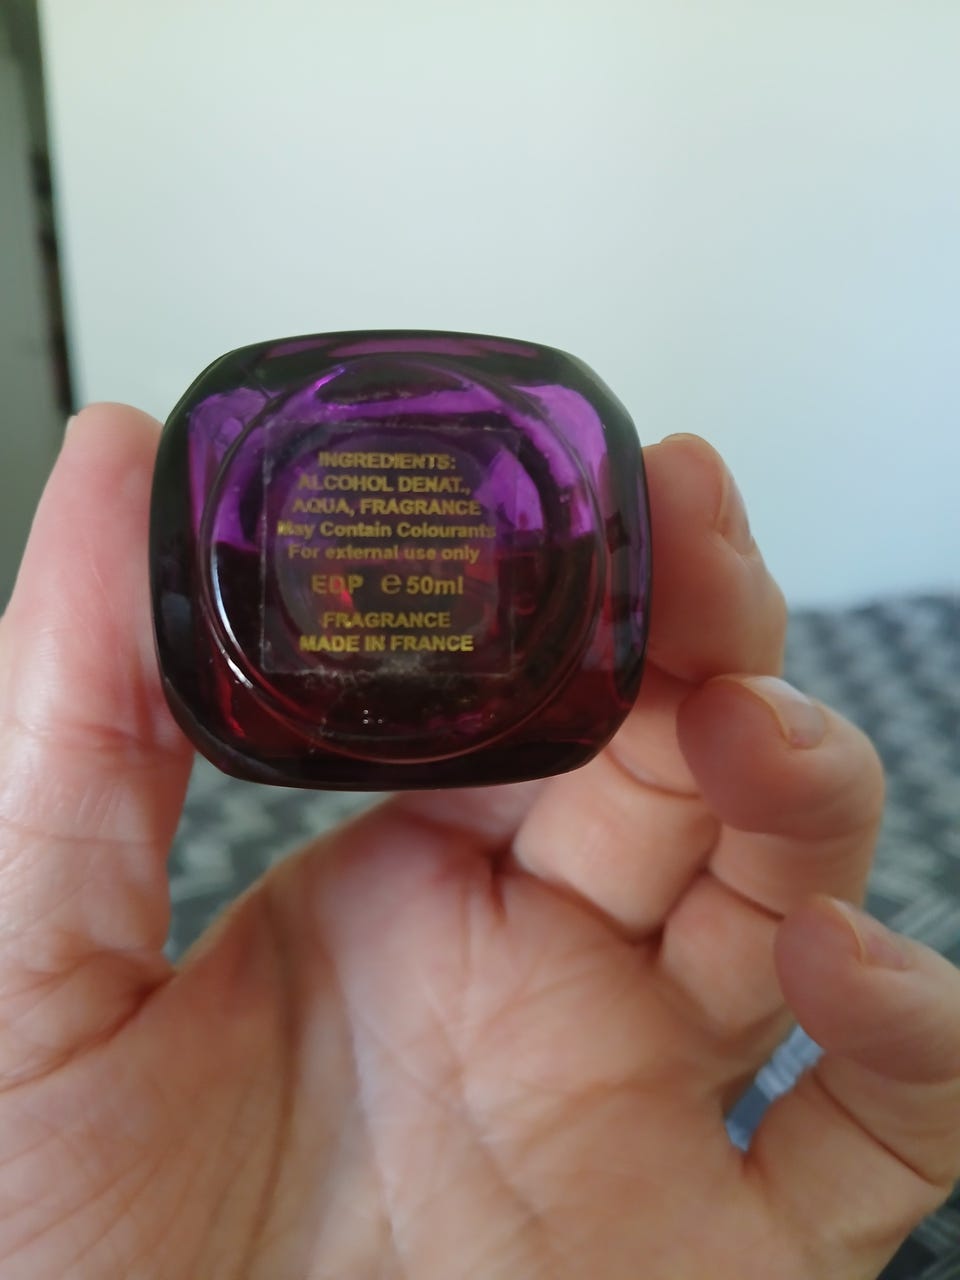 INGREDIENTS:
ALCOHOL DENAT.,
AQUA, FRAGRANCE
May Contain Colourants
For external use only
EDP ℮ 50ml
FRAGRANCE
MADE IN FRANCE